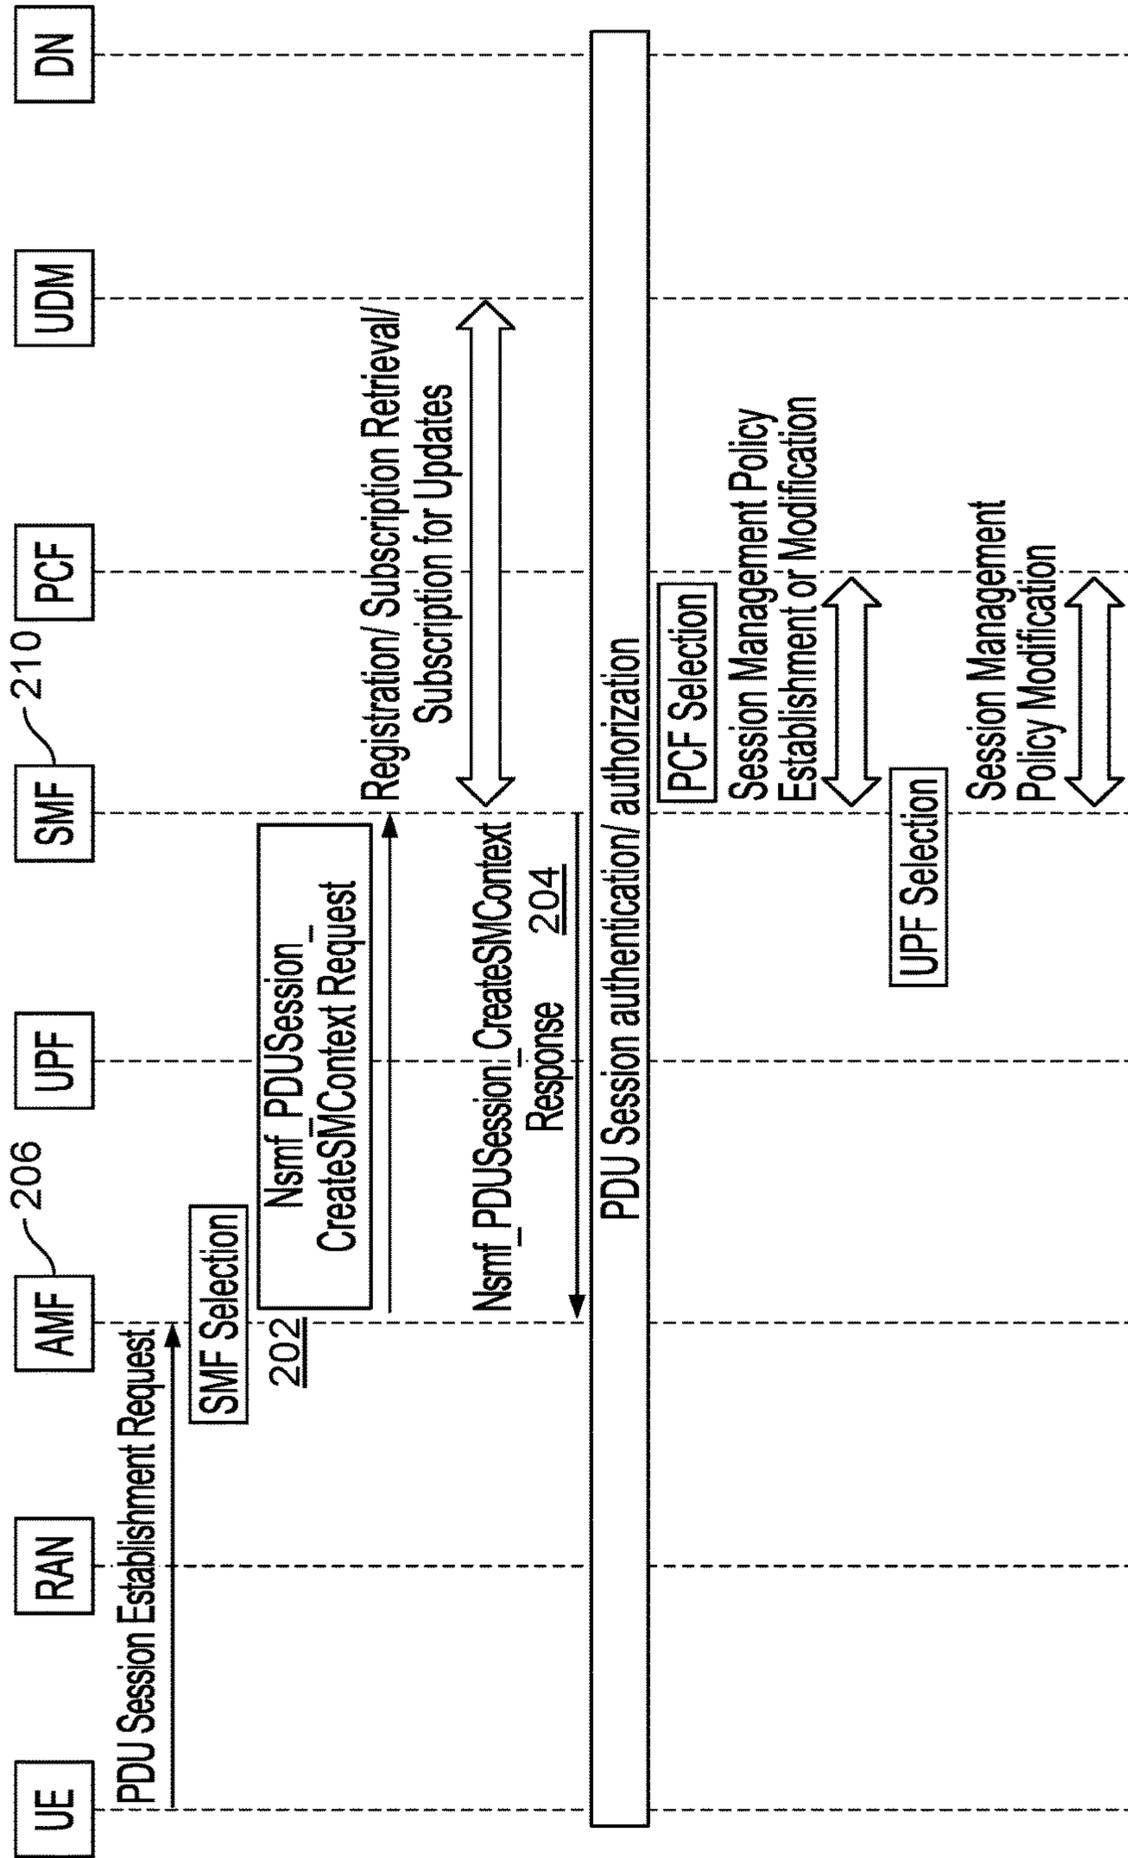 UE
RAN
AMF
206
UPF
SMF
210
PCF
UDM
DN
PDU Session Establishment Request
SMF Selection
202
Nsmf_PDUSession_
CreateSMContext Request
Registration/ Subscription Retrieval/
Subscription for Updates
Nsmf_PDUSession_CreateSMContext
Response
204
PDU Session authentication/ authorization
PCF Selection
Session Management Policy
Establishment or Modification
UPF Selection
Session Management
Policy Modification